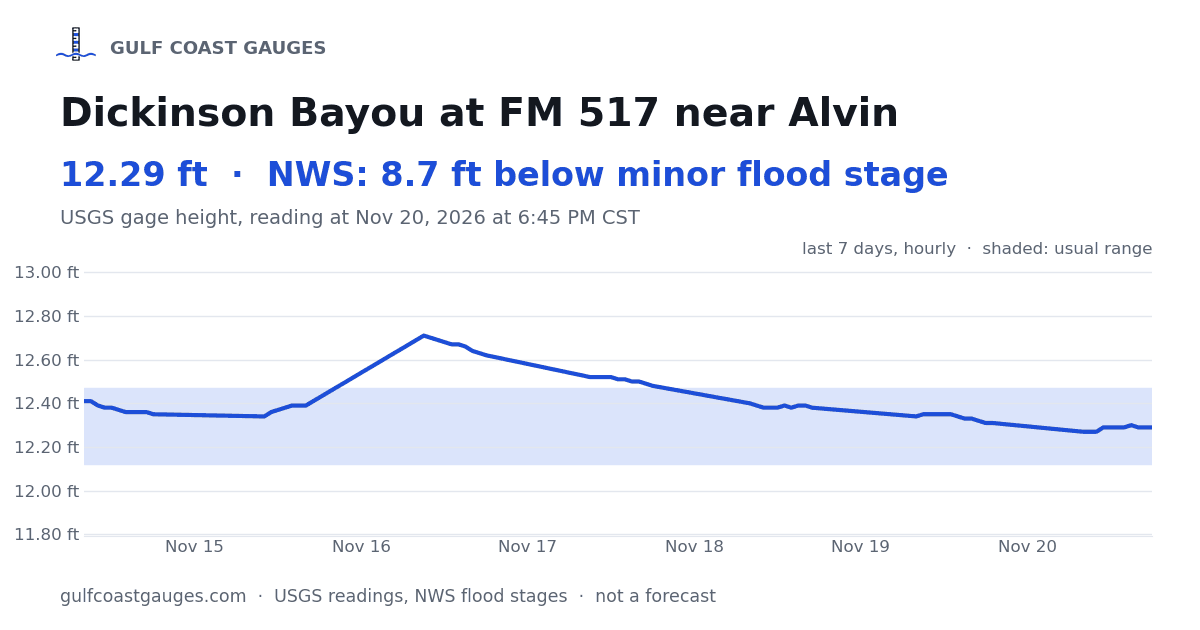 GULF COAST GAUGES
Dickinson Bayou at FM 517 near Alvin
12.29 ft · NWS: 8.7 ft below minor flood stage
USGS gage height, reading at Nov 20, 2026 at 6:45 PM CST
last 7 days, hourly · shaded: usual range
13.00 ft
12.80 ft
12.60 ft
12.40 ft
12.20 ft
12.00 ft
11.80 ft
Nov 15 Nov 16 Nov 17 Nov 18 Nov 19 Nov 20
gulfcoastgauges.com · USGS readings, NWS flood stages · not a forecast